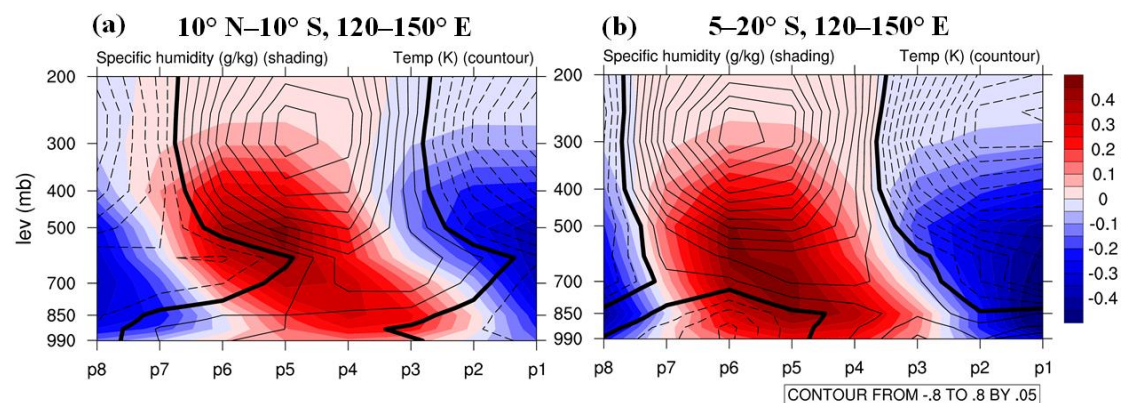 (a) 10° N–10° S, 120–150° E
Specific humidity (g/kg) (shading) Temp (K) (countour)
200
300
400
500
700
850
990
lev (mb)
p8 p7 p6 p5 p4 p3 p2 p1
(b) 5–20° S, 120–150° E
Specific humidity (g/kg) (shading) Temp (K) (countour)
200
300
400
500
700
850
990
p8 p7 p6 p5 p4 p3 p2 p1
0.4
0.3
0.2
0.1
0
-0.1
-0.2
-0.3
-0.4
CONTOUR FROM -.8 TO .8 BY .05